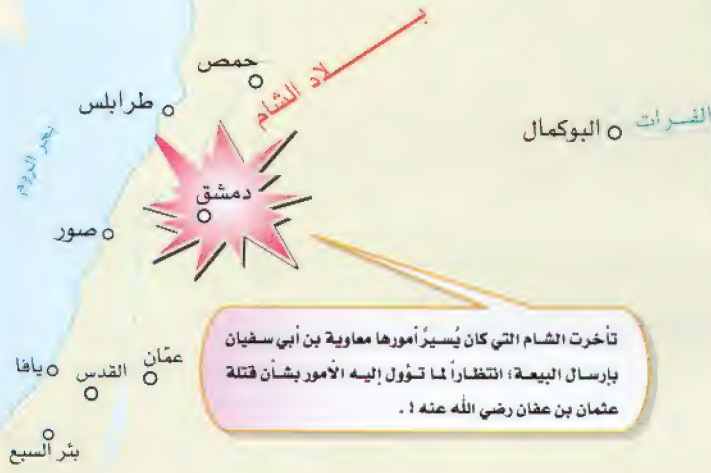 بـــلاد الشام
حمص
طرابلس
الفـرات
البوكمال
بحر الروم
دمشق
صور
تأخرت الشام التي كان يُسيرُ أمورها معاوية بن أبي سفيان
بإرسال البيعة؛ انتظاراً لما تؤول إليه الأمور بشأن قتلة
عثمان بن عفان رضي الله عنه ! .
عمّان
القدس
يافا
بئر السبع